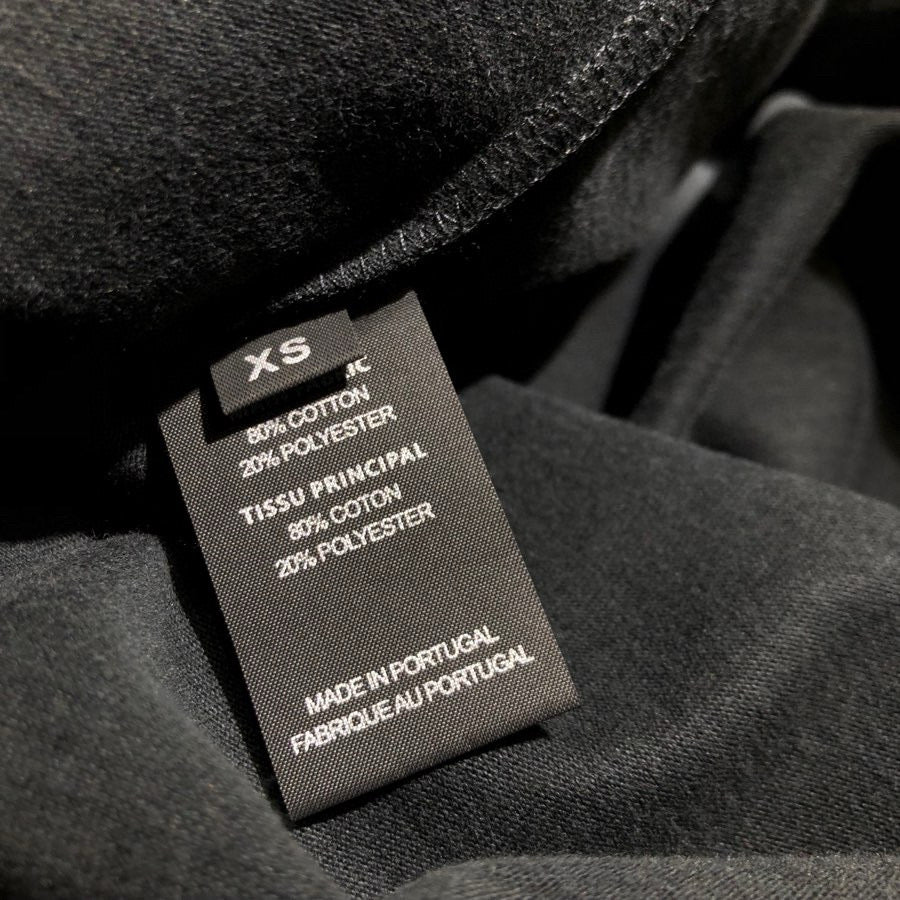 XS
80% COTTON
20% POLYESTER
TISSU PRINCIPAL
80% COTON
20% POLYESTER
MADE IN PORTUGAL
FABRIQUE AU PORTUGAL